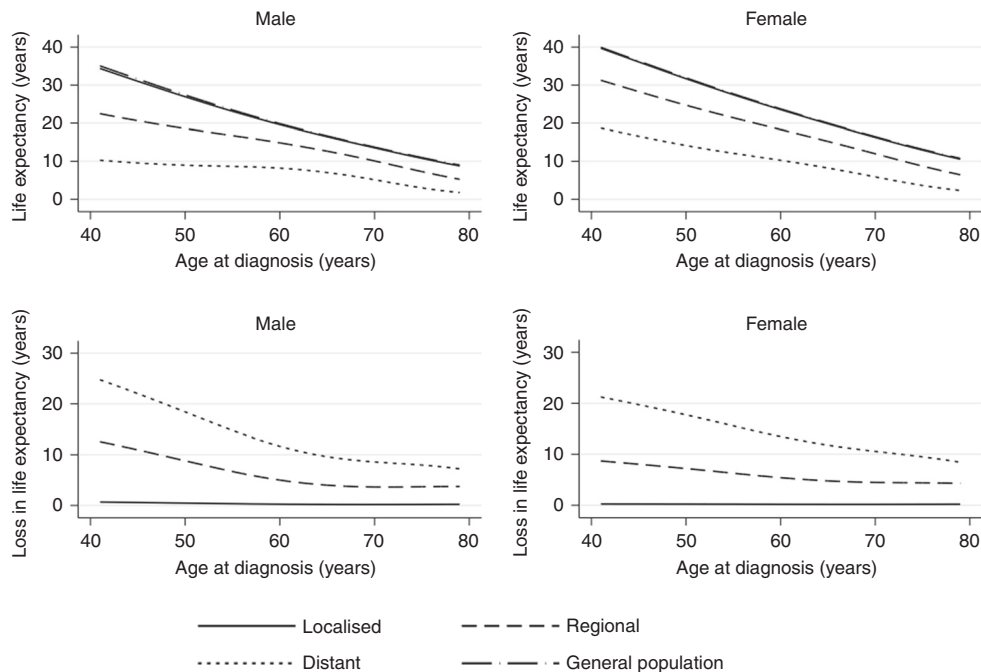 Male
Female
Life expectancy (years)
40
30
20
10
0
40 50 60 70 80
Age at diagnosis (years)
Life expectancy (years)
40
30
20
10
0
40 50 60 70 80
Age at diagnosis (years)
Male
Female
Loss in life expectancy (years)
30
20
10
0
40 50 60 70 80
Age at diagnosis (years)
Loss in life expectancy (years)
30
20
10
0
40 50 60 70 80
Age at diagnosis (years)
Localised
Regional
Distant
General population